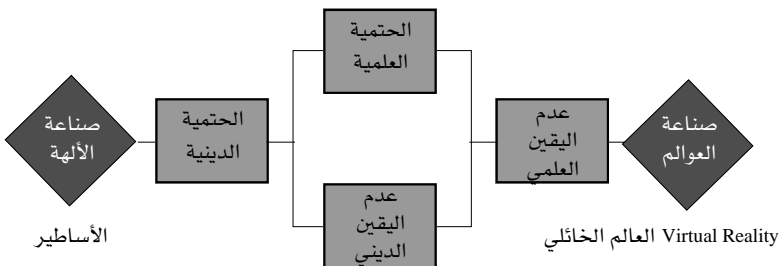 الحتمية
العلمية
صناعة
الألهة
الحتمية
الدينية
عدم
اليقين
العلمي
صناعة
العوالم
عدم
اليقين
الديني
الأساطير
العالم الخائلي Virtual Reality